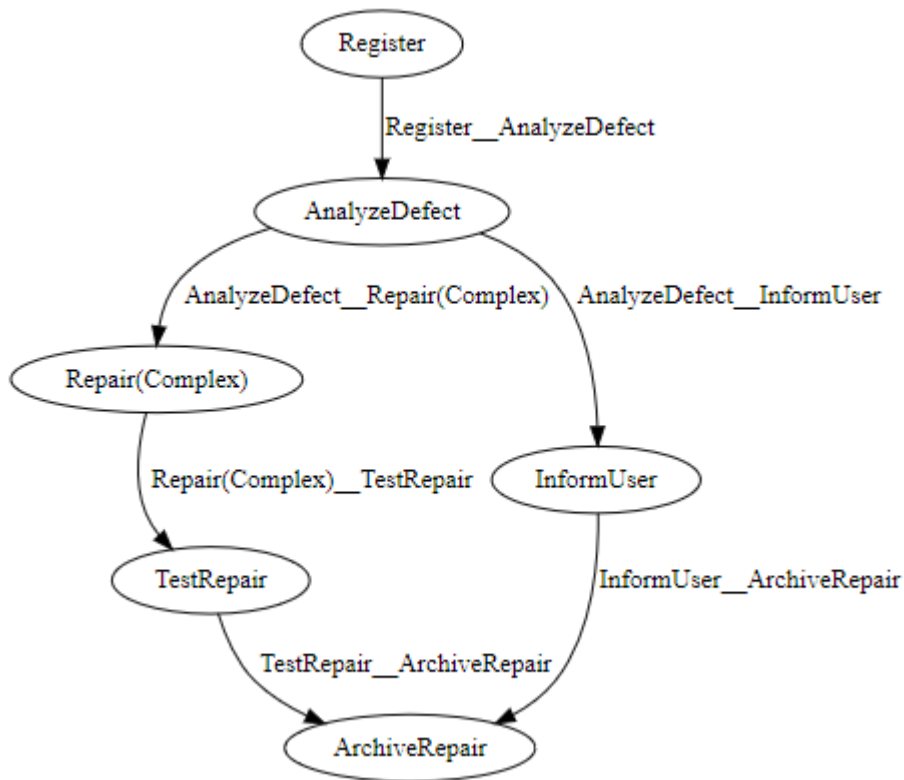 Register
Register__AnalyzeDefect
AnalyzeDefect
AnalyzeDefect__Repair(Complex)
AnalyzeDefect__InformUser
Repair(Complex)
Repair(Complex)__TestRepair
InformUser
TestRepair
InformUser__ArchiveRepair
TestRepair__ArchiveRepair
ArchiveRepair